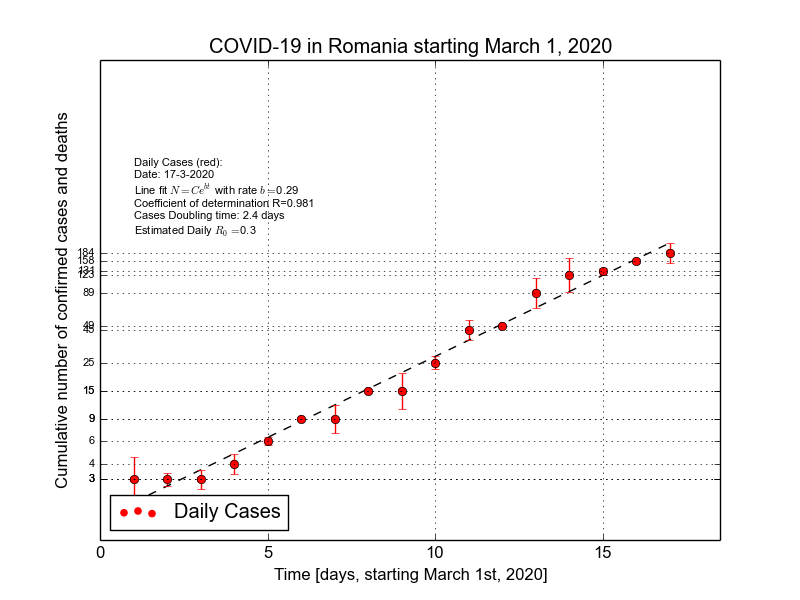 COVID-19 in Romania starting March 1, 2020
Cumulative number of confirmed cases and deaths
Daily Cases (red):
Date: 17-3-2020
Line fit N = Ce^{bt} with rate b =0.29
Coefficient of determination R=0.981
Cases Doubling time: 2.4 days
Estimated Daily R_0 =0.3
184
158
131
123
89
49
45
25
15
9
6
4
3
Daily Cases
0 5 10 15
Time [days, starting March 1st, 2020]